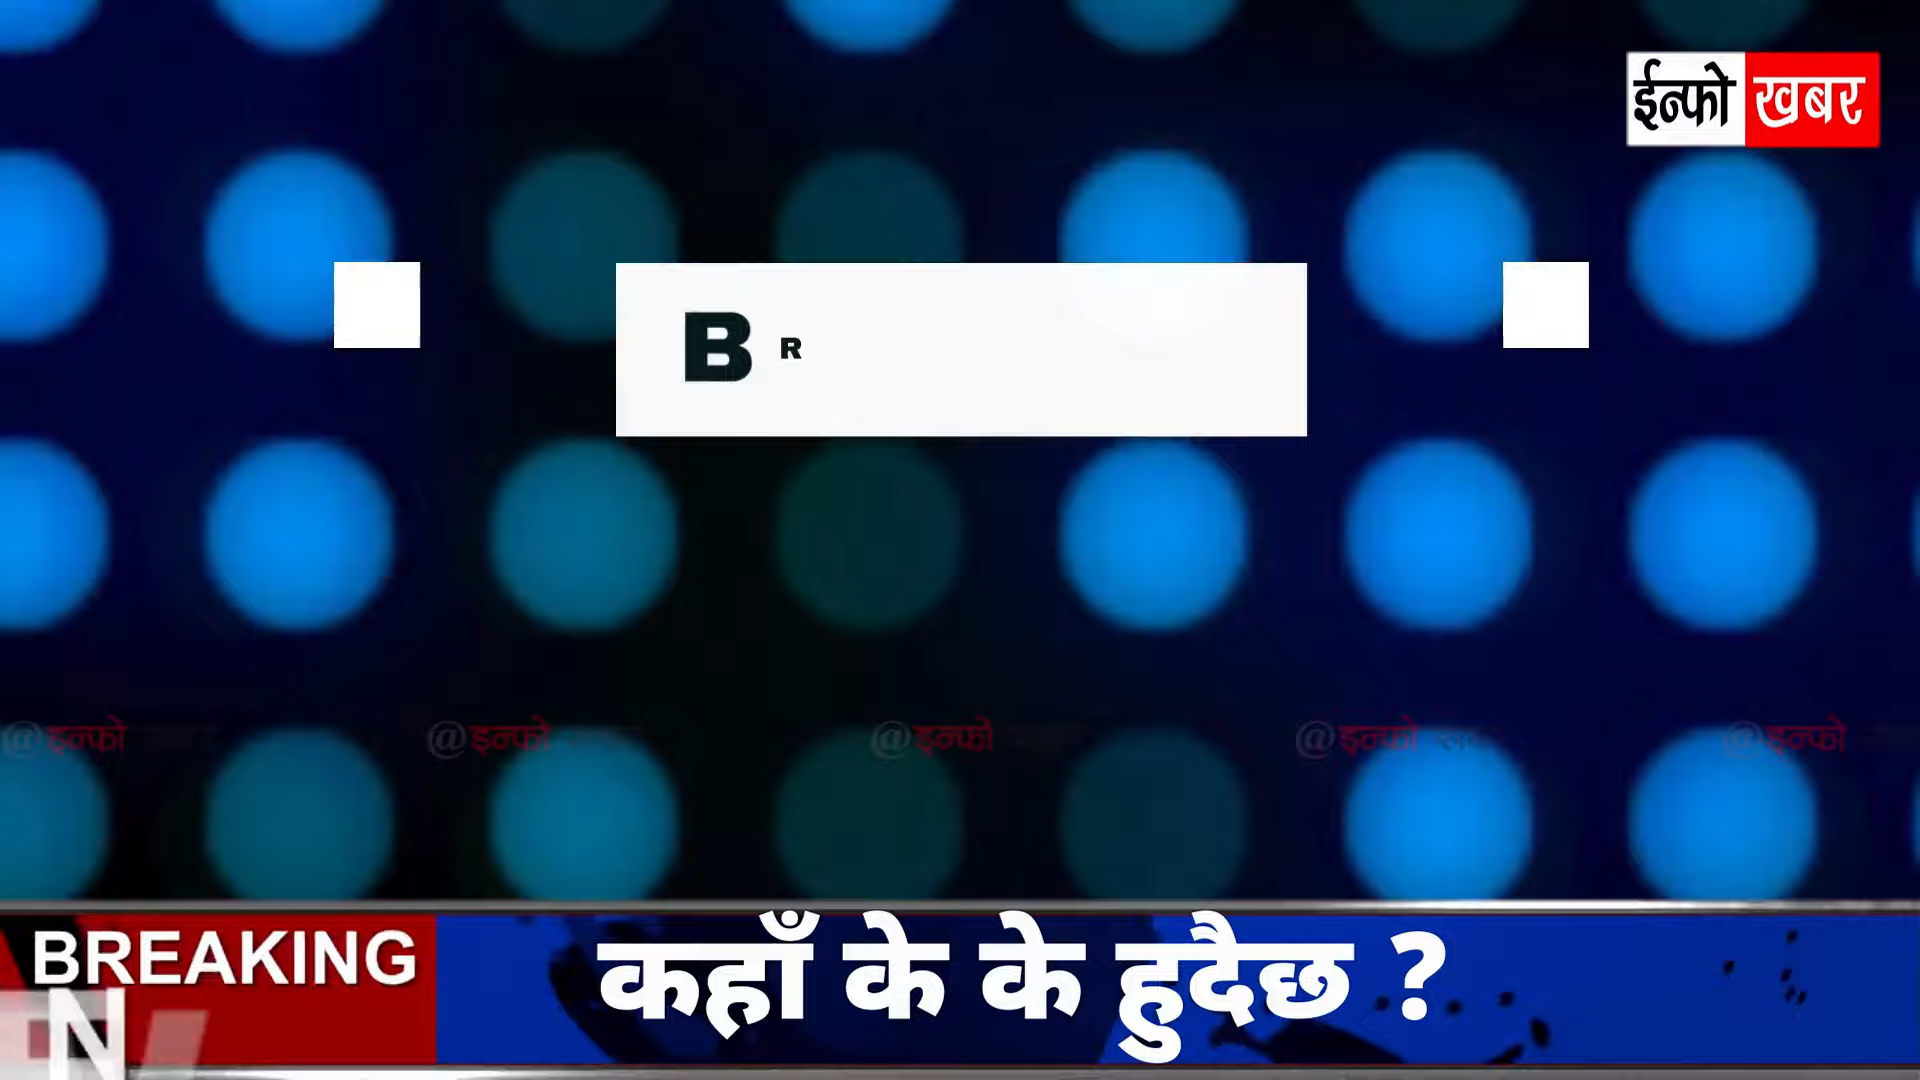 ईन्फो खबर
B R
@इन्फो @इन्फो @इन्फो @इन्फो @इन्फो
BREAKING
N
कहाँ के के हुदैछ ?